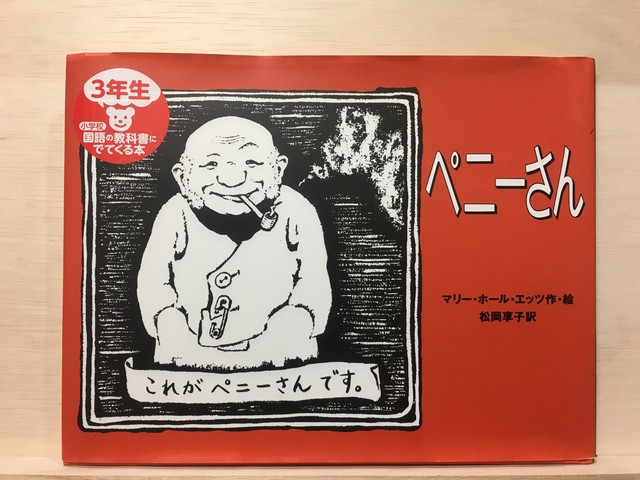 3年生
小学校
国語の教科書に
でてくる本
ペニーさん
マリー・ホール・エッツ作・絵
松岡享子訳
これが ペニーさん です。